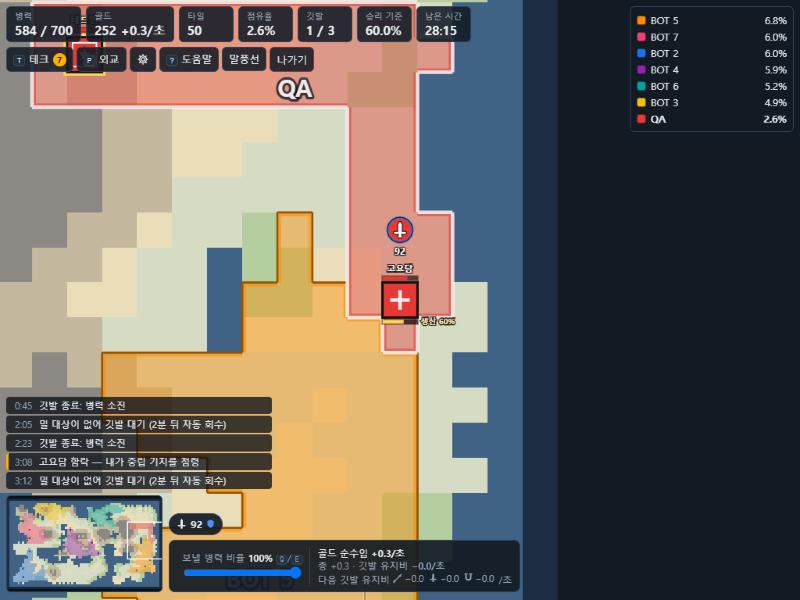 병력 골드 타일 점유율 깃발 승리 기준 남은 시간
584 / 700 252 +0.3/초 50 2.6% 1 / 3 60.0% 28:15
T 테크 7 P 외교 ? 도움말 말풍선 나가기
BOT 5 6.8%
BOT 7 6.0%
BOT 2 6.0%
BOT 4 5.9%
BOT 6 5.2%
BOT 3 4.9%
QA 2.6%
QA
92
고요담
생산 60%
0:45 깃발 종료: 병력 소진
2:05 밀 대상이 없어 깃발 대기 (2분 뒤 자동 회수)
2:23 깃발 종료: 병력 소진
3:08 고요담 함락 — 내가 중립 기지를 점령
3:12 밀 대상이 없어 깃발 대기 (2분 뒤 자동 회수)
92
보낼 병력 비율 100% Q / E
골드 순수입 +0.3/초
총 +0.3 · 깃발 유지비 −0.0/초
다음 깃발 유지비 −0.0 −0.0 −0.0 /초
BOT 5